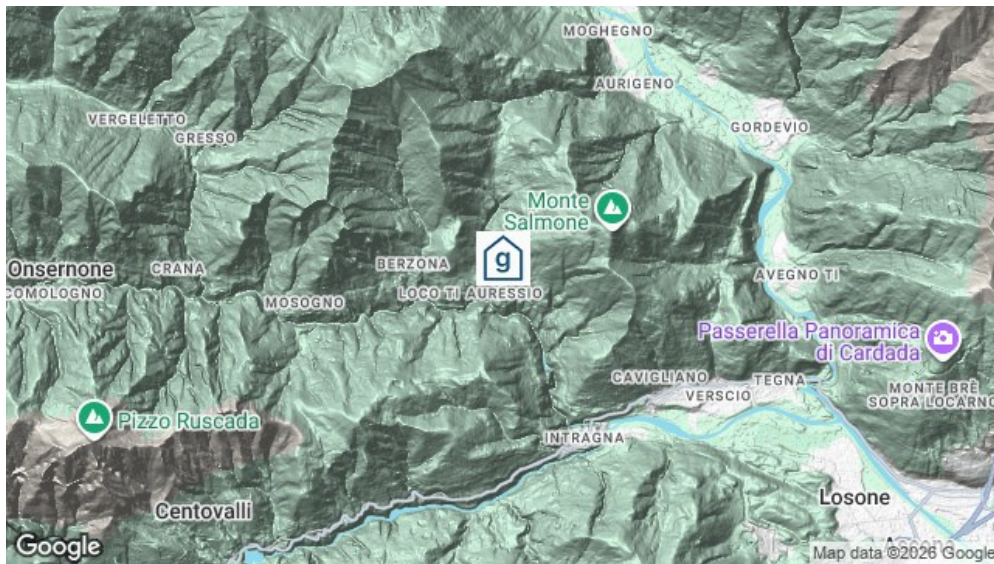 MOGHEGNO
AURIGENO
VERGELETTO
GRESSO
GORDEVIO
Monte
Salmone
g
Onsernone
CRANA
BERZONA
AVEGNO TI
COMOLOGNO
MOSOGNO
LOCO TI AURESSIO
Passerella Panoramica
di Cardada
CAVIGLIANO
TEGNA
VERSCIO
MONTE BRÈ
SOPRA LOCARNO
Pizzo Ruscada
INTRAGNA
Centovalli
Losone
Google
Map data ©2026 Google